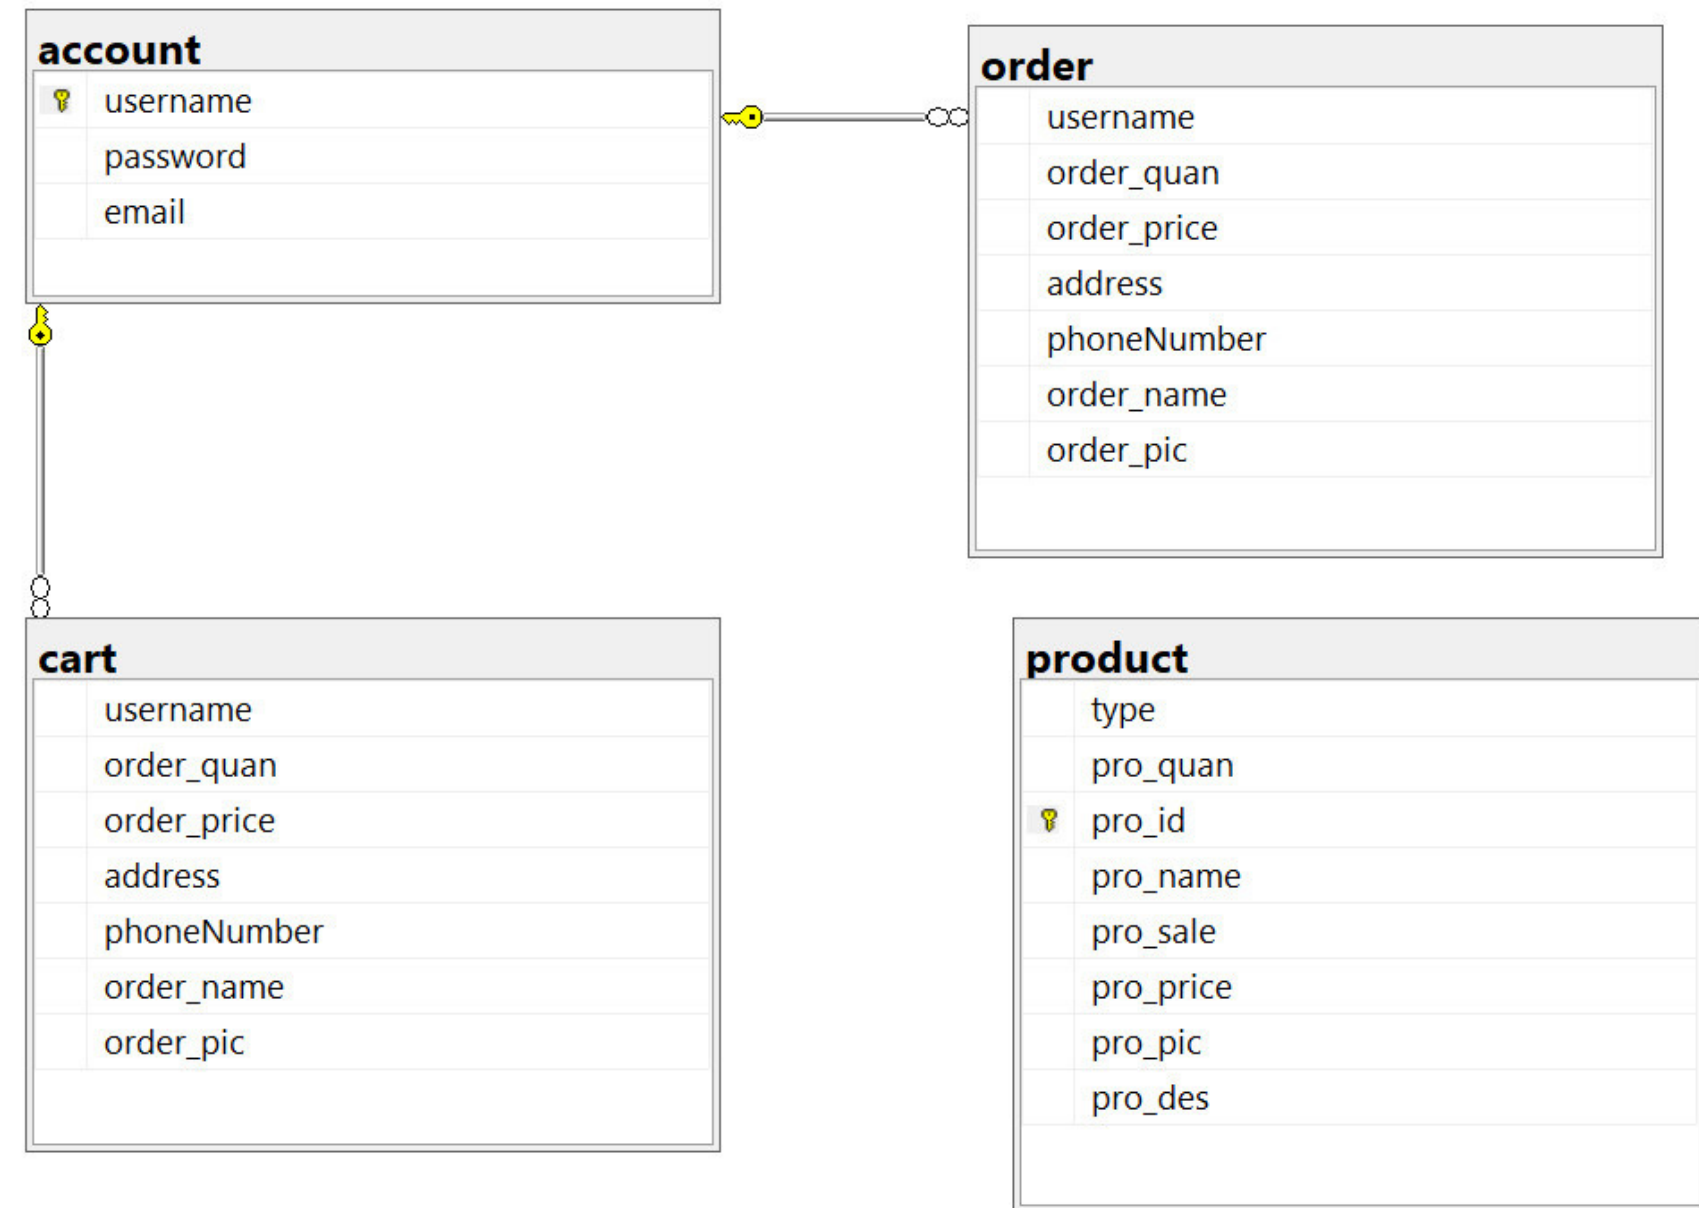 account
username
password
email
order
username
order_quan
order_price
address
phoneNumber
order_name
order_pic
cart
username
order_quan
order_price
address
phoneNumber
order_name
order_pic
product
type
pro_quan
pro_id
pro_name
pro_sale
pro_price
pro_pic
pro_des